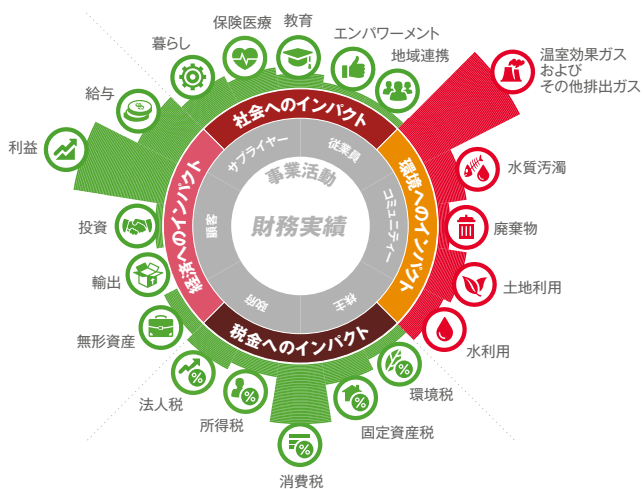 保険医療
教育
エンパワーメント
地域連携
暮らし
給与
利益
投資
輸出
無形資産
法人税
所得税
消費税
固定資産税
環境税
水利用
土地利用
廃棄物
水質汚濁
温室効果ガス
および
その他排出ガス
社会へのインパクト
環境へのインパクト
税金へのインパクト
経済へのインパクト
サプライヤー
従業員
コミュニティー
株主
政府
顧客
事業活動
財務実績
%
%
%
%
%